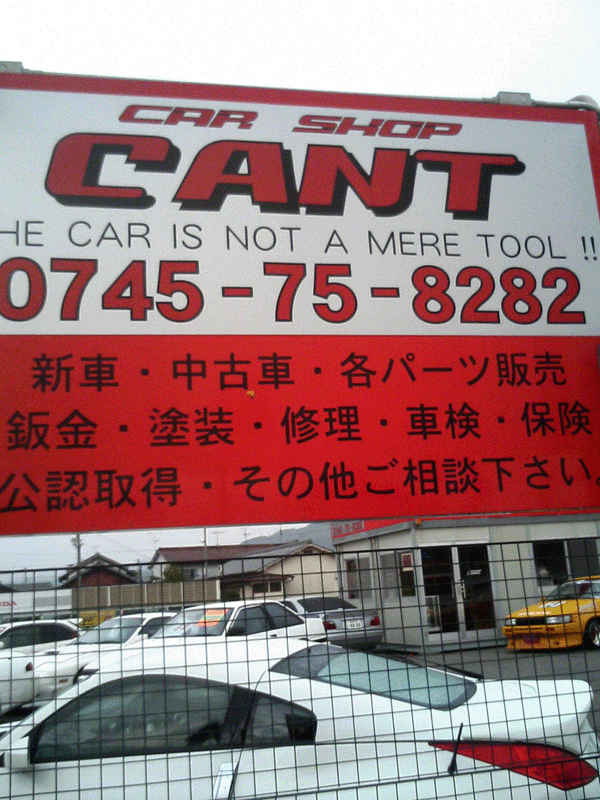 CAR SHOP
CANT
HE CAR IS NOT A MERE TOOL !!
0745-75-8282
新車・中古車・各パーツ販売
鈑金・塗装・修理・車検・保険
公認取得・その他ご相談下さい。